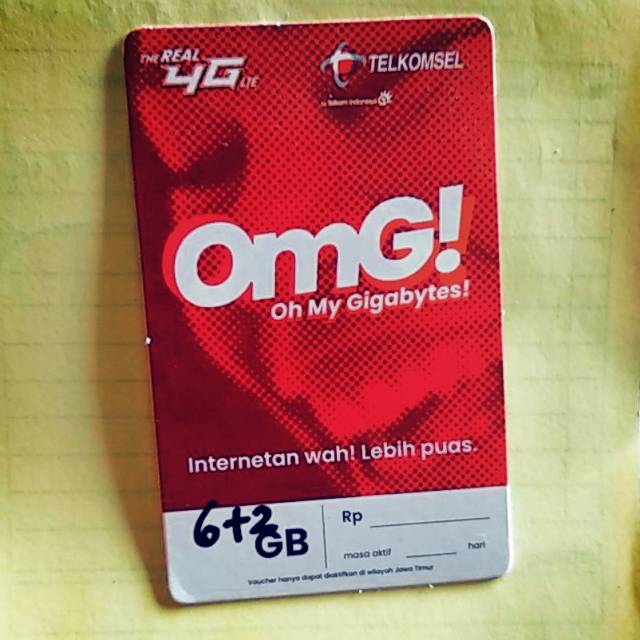 THE REAL
4G LTE
TELKOMSEL
by Telkom Indonesia
OmG!
Oh My Gigabytes!
Internetan wah! Lebih puas.
6+2 GB
Rp
masa aktif hari
Voucher hanya dapat diaktifkan di wilayah Jawa Timur